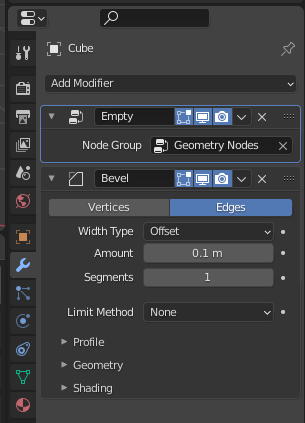 Cube
Add Modifier
Empty
Node Group Geometry Nodes
Bevel
Vertices Edges
Width Type Offset
Amount 0.1 m
Segments 1
Limit Method None
Profile
Geometry
Shading